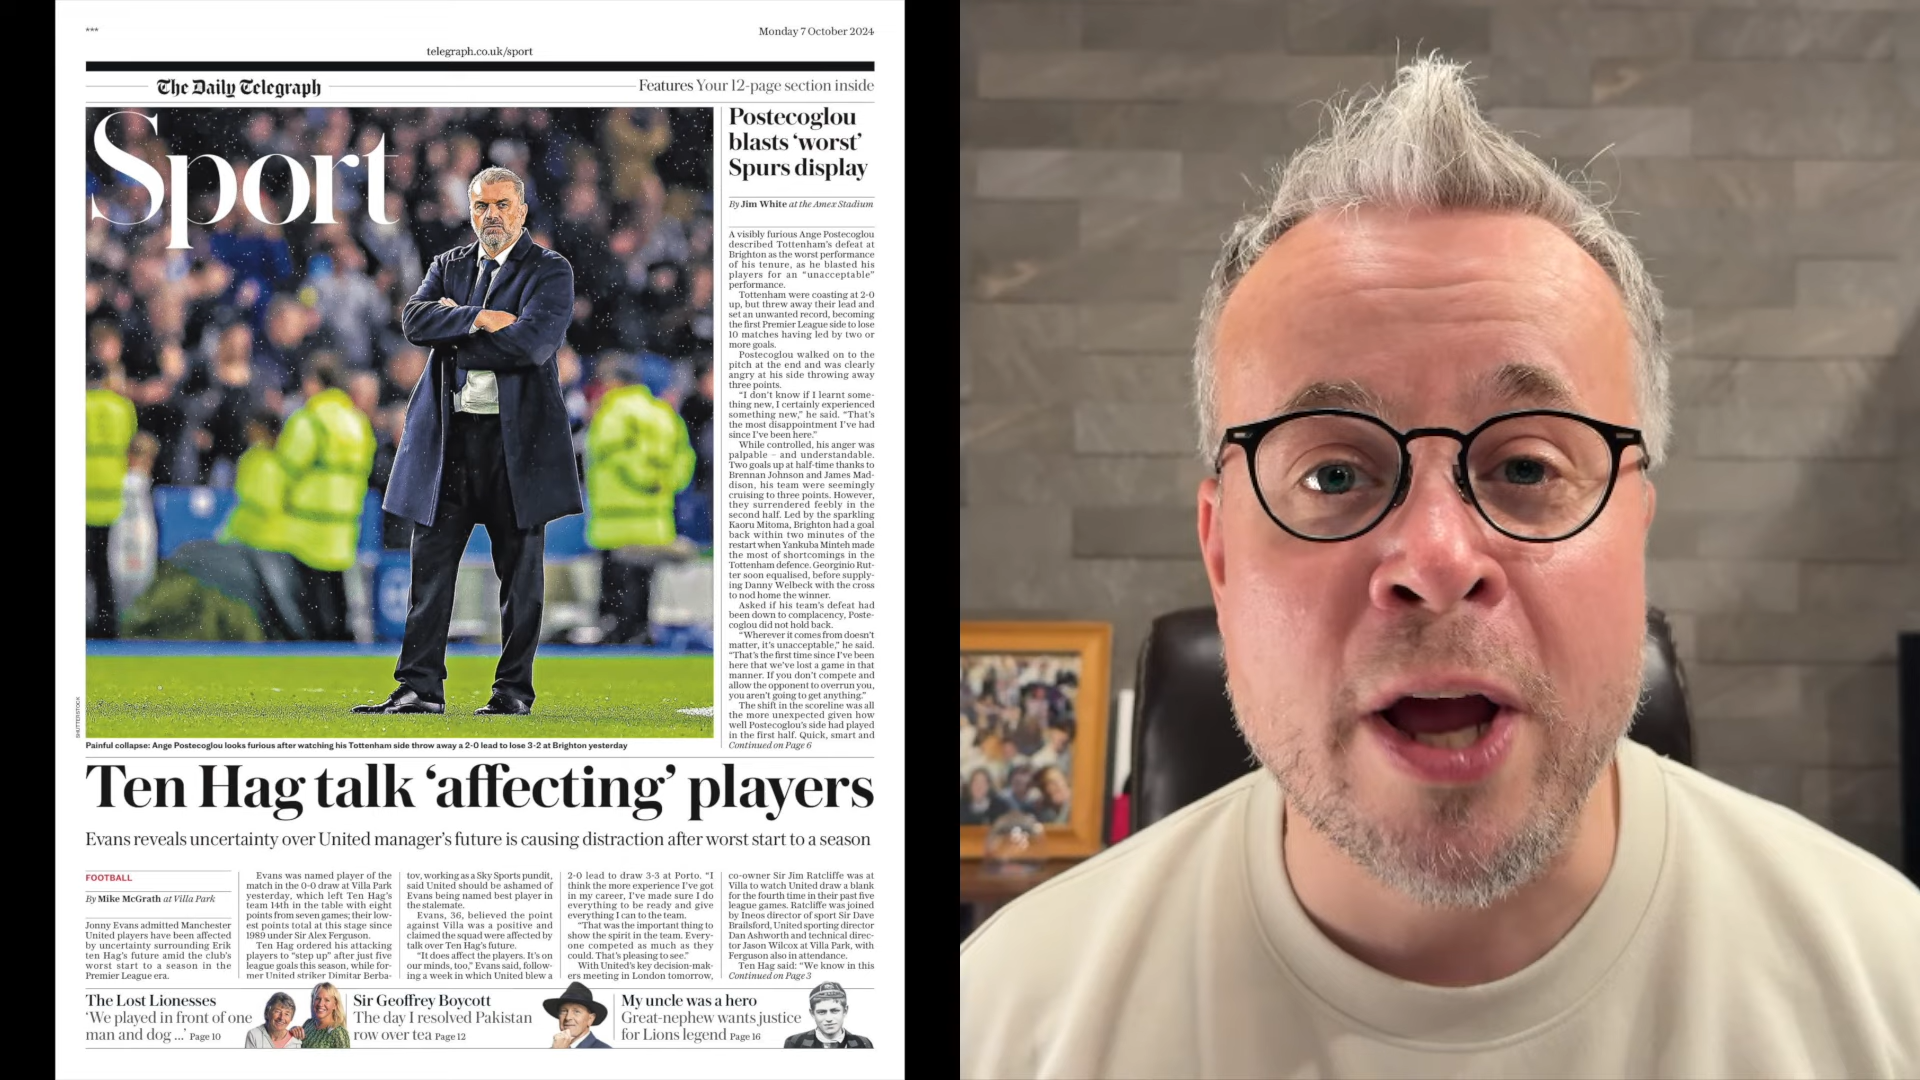 ***
Monday 7 October 2024
telegraph.co.uk/sport
The Daily Telegraph
Features Your 12-page section inside
Sport
Postecoglou
blasts ‘worst’
Spurs display
By Jim White at the Amex Stadium
A visibly furious Ange Postecoglou
described Tottenham’s defeat at
Brighton as the worst performance
of his tenure, as he blasted his
players for an “unacceptable”
performance.
Tottenham were coasting at 2-0
up, but threw away their lead and
set an unwanted record, becoming
the first Premier League side to lose
10 matches having led by two or
more goals.
Postecoglou walked on to the
pitch at the end and was clearly
angry at his side throwing away
three points.
“I don’t know if I learnt some-
thing new, I certainly experienced
something new,” he said. “That’s
the most disappointment I’ve had
since I’ve been here.”
While controlled, his anger was
palpable – and understandable.
Two goals up at half-time thanks to
Brennan Johnson and James Mad-
dison, his team were seemingly
cruising to three points. However,
they surrendered feebly in the
second half. Led by the sparkling
Kaoru Mitoma, Brighton had a goal
back within two minutes of the
restart when Yankuba Minteh made
the most of shortcomings in the
Tottenham defence. Georginio Rut-
ter soon equalised, before supply-
ing Danny Welbeck with the cross
to nod home the winner.
Asked if his team’s defeat had
been down to complacency, Poste-
coglou did not hold back.
“Wherever it comes from doesn’t
matter, it’s unacceptable,” he said.
“That’s the first time since I’ve been
here that we’ve lost a game in that
manner. If you don’t compete and
allow the opponent to overrun you,
you aren’t going to get anything.”
The shift in the scoreline was all
the more unexpected given how
well Postecoglou’s side had played
in the first half. Quick, smart and
Continued on Page 6
SHUTTERSTOCK
Painful collapse: Ange Postecoglou looks furious after watching his Tottenham side throw away a 2-0 lead to lose 3-2 at Brighton yesterday
Ten Hag talk ‘affecting’ players
Evans reveals uncertainty over United manager’s future is causing distraction after worst start to a season
FOOTBALL
By Mike McGrath at Villa Park
Jonny Evans admitted Manchester
United players have been affected
by uncertainty surrounding Erik
ten Hag’s future amid the club’s
worst start to a season in the
Premier League era.
Evans was named player of the
match in the 0-0 draw at Villa Park
yesterday, which left Ten Hag’s
team 14th in the table with eight
points from seven games; their low-
est points total at this stage since
1989 under Sir Alex Ferguson.
Ten Hag ordered his attacking
players to “step up” after just five
league goals this season, while for-
mer United striker Dimitar Berba-
tov, working as a Sky Sports pundit,
said United should be ashamed of
Evans being named best player in
the stalemate.
Evans, 36, believed the point
against Villa was a positive and
claimed the squad were affected by
talk over Ten Hag’s future.
“It does affect the players. It’s on
our minds, too,” Evans said, follow-
ing a week in which United blew a
2-0 lead to draw 3-3 at Porto. “I
think the more experience I’ve got
in my career, I’ve made sure I do
everything to be ready and give
everything I can to the team.
“That was the important thing to
show the spirit in the team. Every-
one competed as much as they
could. That’s pleasing to see.”
With United’s key decision-mak-
ers meeting in London tomorrow,
co-owner Sir Jim Ratcliffe was at
Villa to watch United draw a blank
for the fourth time in their past five
league games. Ratcliffe was joined
by Ineos director of sport Sir Dave
Brailsford, United sporting director
Dan Ashworth and technical direc-
tor Jason Wilcox at Villa Park, with
Ferguson also in attendance.
Ten Hag said: “We know in this
Continued on Page 3
The Lost Lionesses
‘We played in front of one
man and dog ...’ Page 10
Sir Geoffrey Boycott
The day I resolved Pakistan
row over tea Page 12
My uncle was a hero
Great-nephew wants justice
for Lions legend Page 16